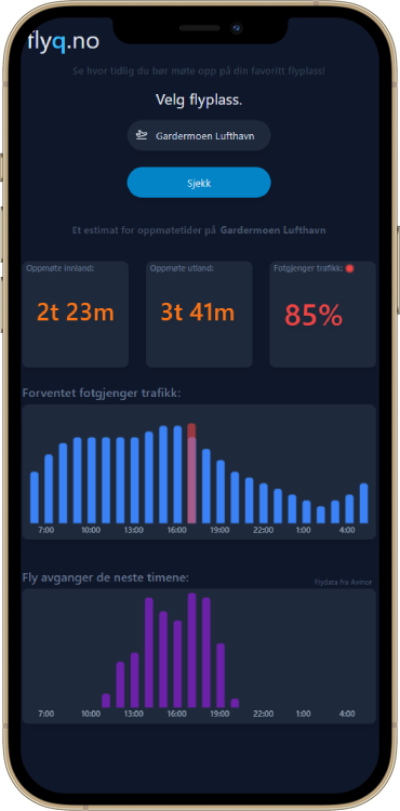 flyq.no
Se hvor tidlig du bør møte opp på din favoritt flyplass!
Velg flyplass.
Gardermoen Lufthavn
Sjekk
Et estimat for oppmøtetider på Gardermoen Lufthavn
Oppmøte innland:
Oppmøte utland:
Fotgjenger trafikk:
2t 23m
3t 41m
85%
Forventet fotgjenger trafikk:
7:00 10:00 13:00 16:00 19:00 22:00 1:00 4:00
Fly avganger de neste timene:
Flydata fra Avinor
7:00 10:00 13:00 16:00 19:00 22:00 1:00 4:00